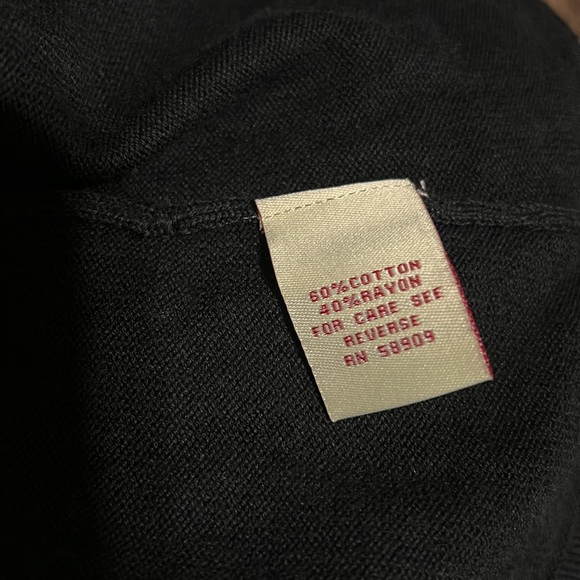 60%COTTON
40%RAYON
FOR CARE SEE
REVERSE
RN 58909